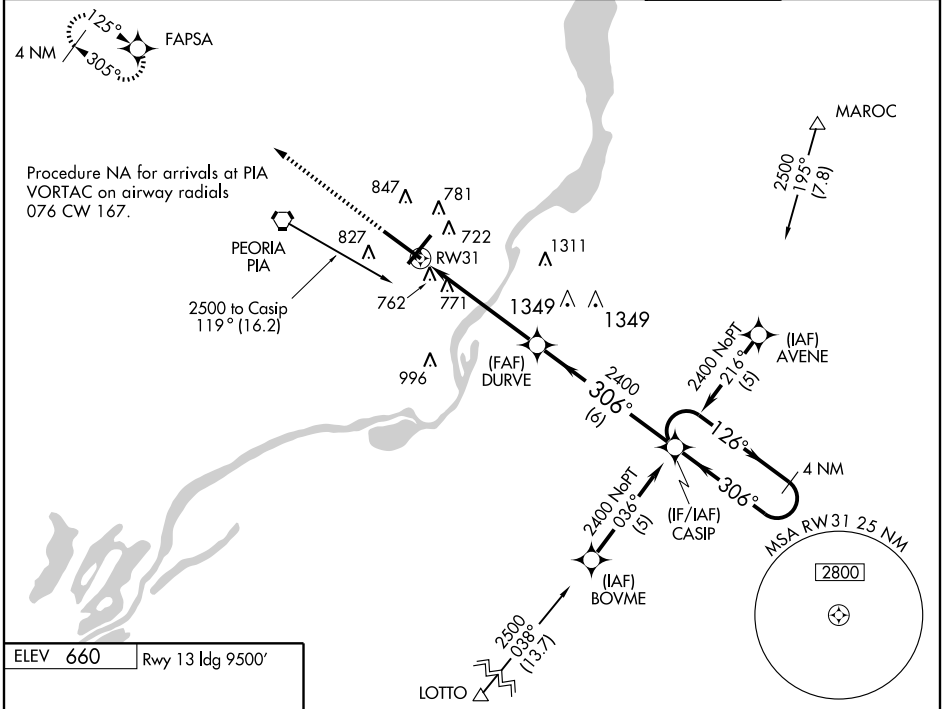 125°
FAPSA
4 NM
305°
MAROC
2500
195°
(7.8)
Procedure NA for arrivals at PIA
VORTAC on airway radials
076 CW 167.
847
781
722
827
RW31
PEORIA
PIA
1311
762
771
2500 to Casip
119° (16.2)
1349
1349
(FAF)
DURVE
996
2400
306°
(6)
2400 NoPT
216°
(5)
(IAF)
AVENE
126°
4 NM
306°
(IF/IAF)
CASIP
2400 NoPT
036°
(5)
(IAF)
BOVME
MSA RW31 25 NM
2800
2500
038°
(13.7)
LOTTO
ELEV 660
Rwy 13 ldg 9500'